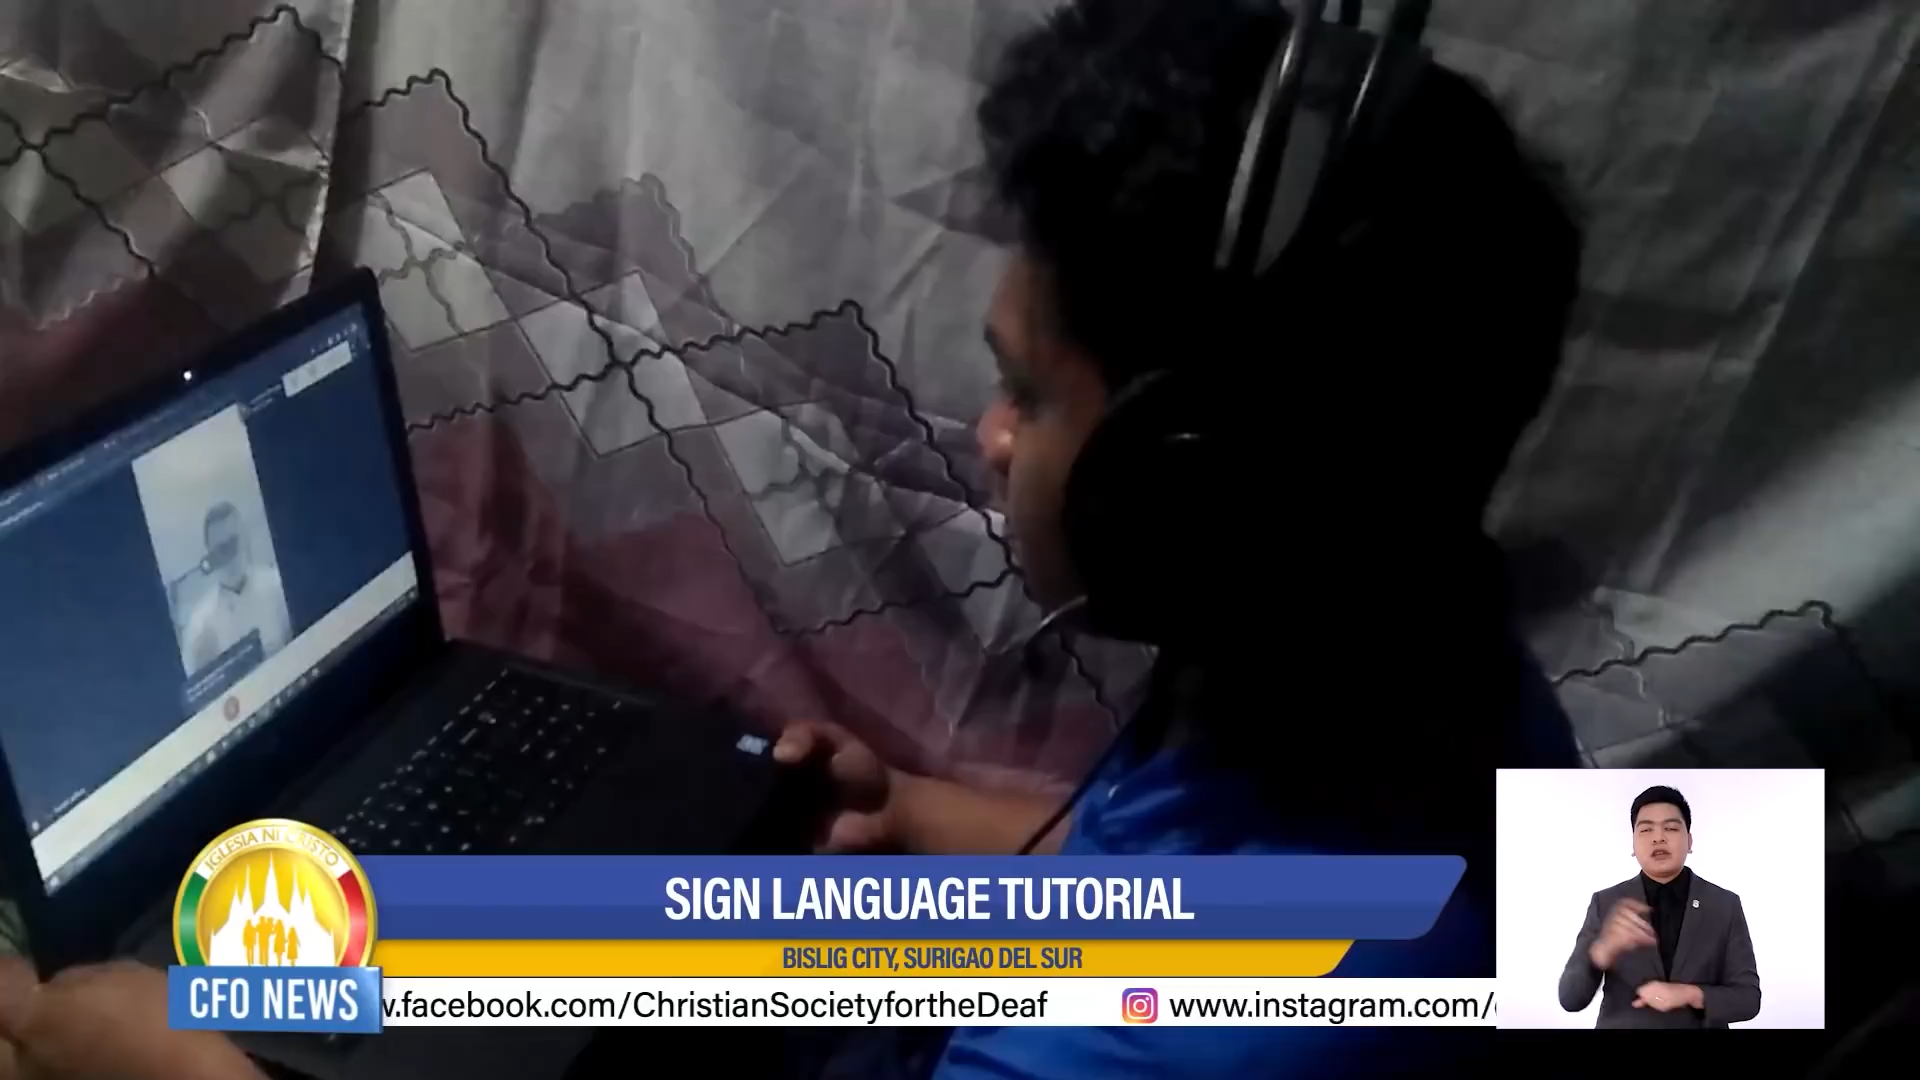 SIGN LANGUAGE TUTORIAL
BISLIG CITY, SURIGAO DEL SUR
IGLESIA NI CRISTO
CFO NEWS
.facebook.com/ChristianSocietyfortheDeaf
www.instagram.com/